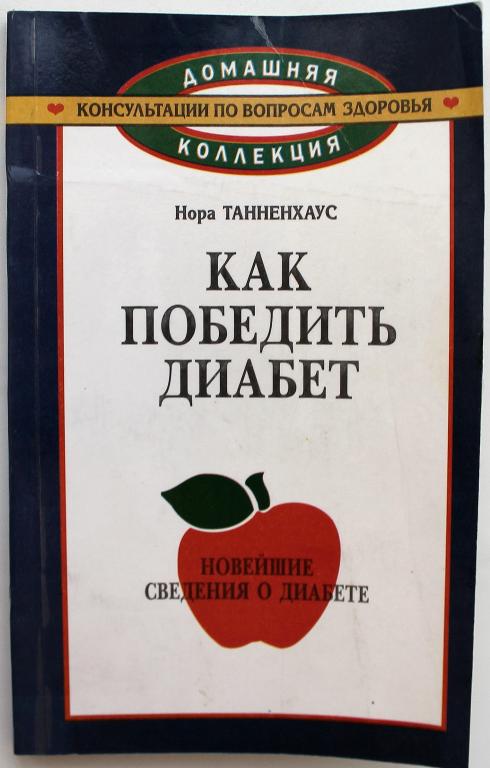 ДОМАШНЯЯ
КОНСУЛЬТАЦИИ ПО ВОПРОСАМ ЗДОРОВЬЯ
КОЛЛЕКЦИЯ
Нора ТАННЕНХАУС
КАК
ПОБЕДИТЬ
ДИАБЕТ
НОВЕЙШИЕ
СВЕДЕНИЯ О ДИАБЕТЕ